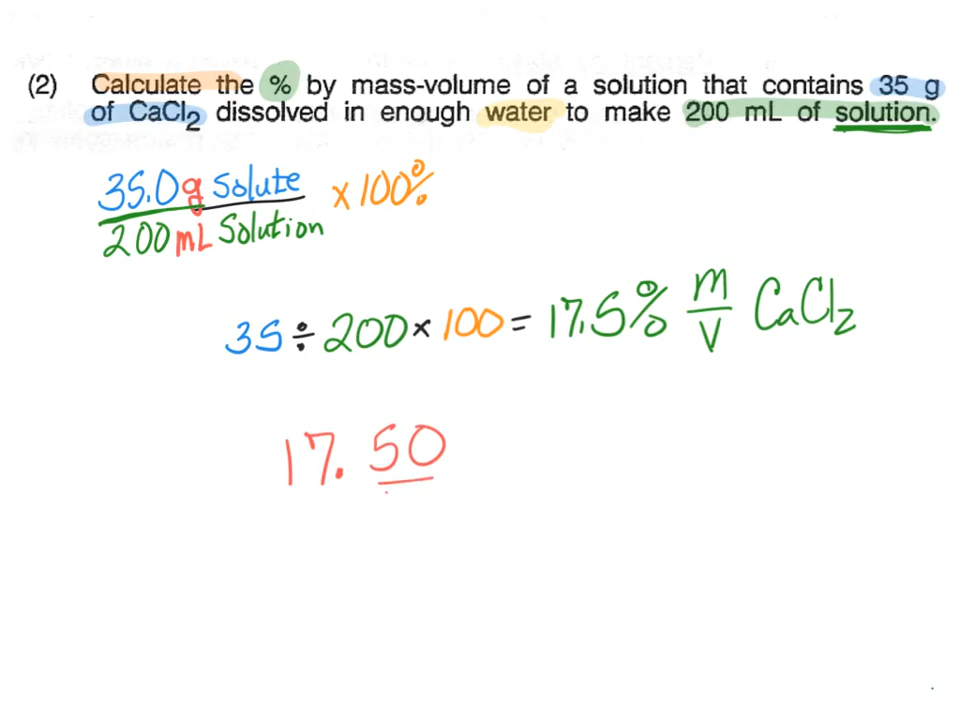 (2) Calculate the % by mass-volume of a solution that contains 35 g
of CaCl₂ dissolved in enough water to make 200 mL of solution.
35.0g Solute x 100%
200 mL Solution
35 ÷ 200 x 100 = 17.5% m/v CaCl₂
17.50